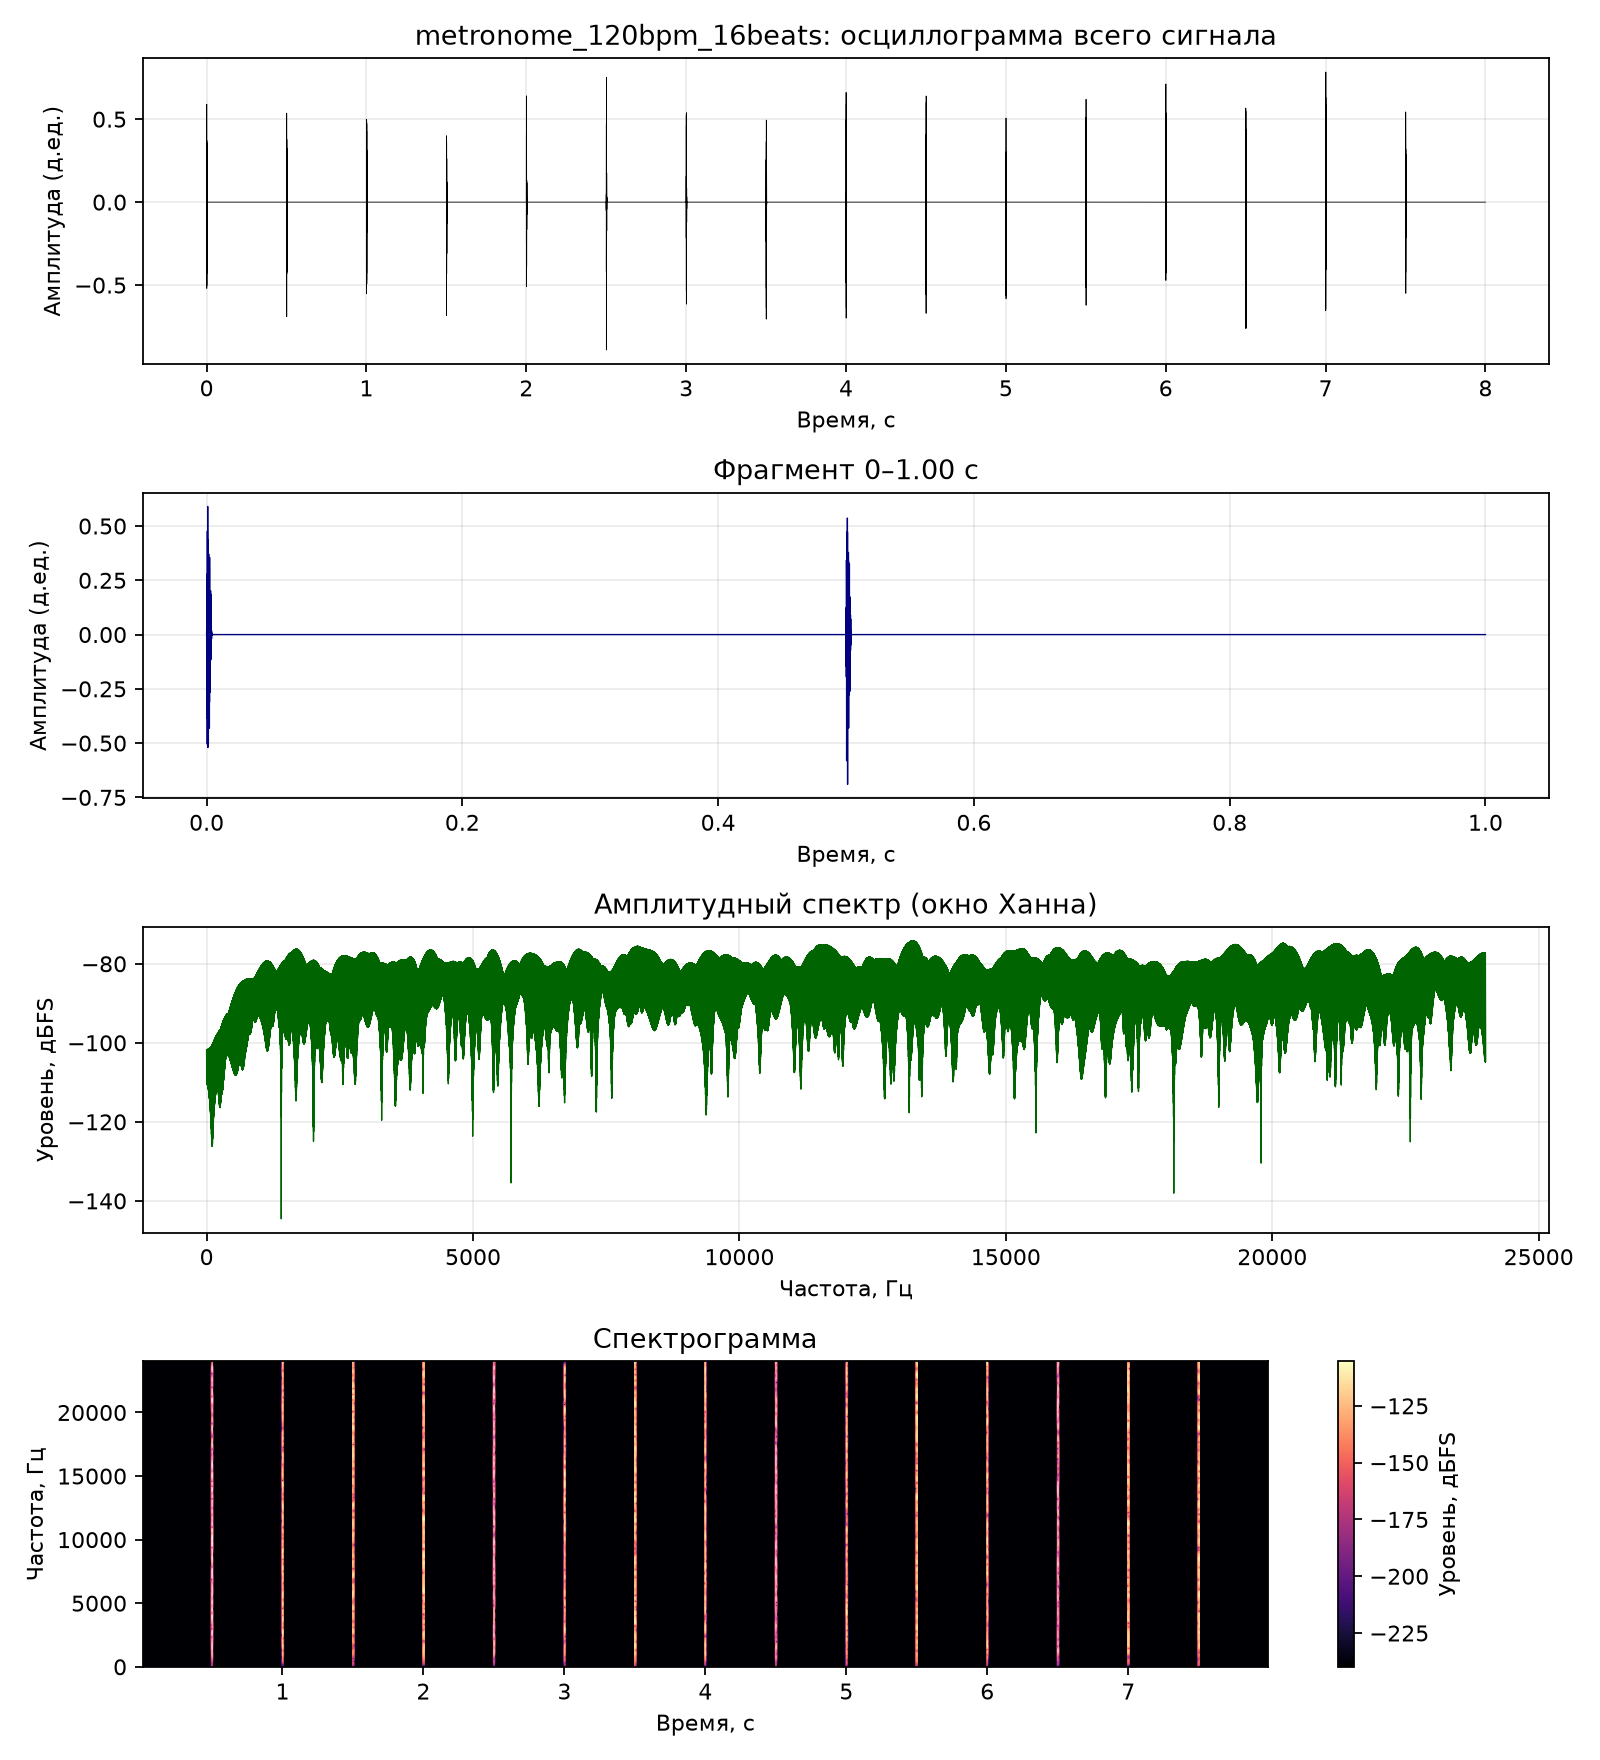 metronome_120bpm_16beats: осциллограмма всего сигнала
Амплитуда (д.ед.)
0.5
0.0
−0.5
0 1 2 3 4 5 6 7 8
Время, с
Фрагмент 0–1.00 с
Амплитуда (д.ед.)
0.50
0.25
0.00
−0.25
−0.50
−0.75
0.0 0.2 0.4 0.6 0.8 1.0
Время, с
Амплитудный спектр (окно Ханна)
Уровень, дБFS
−80
−100
−120
−140
0 5000 10000 15000 20000 25000
Частота, Гц
Спектрограмма
Частота, Гц
20000
15000
10000
5000
0
1 2 3 4 5 6 7
Время, с
−125
−150
−175
−200
−225
Уровень, дБFS